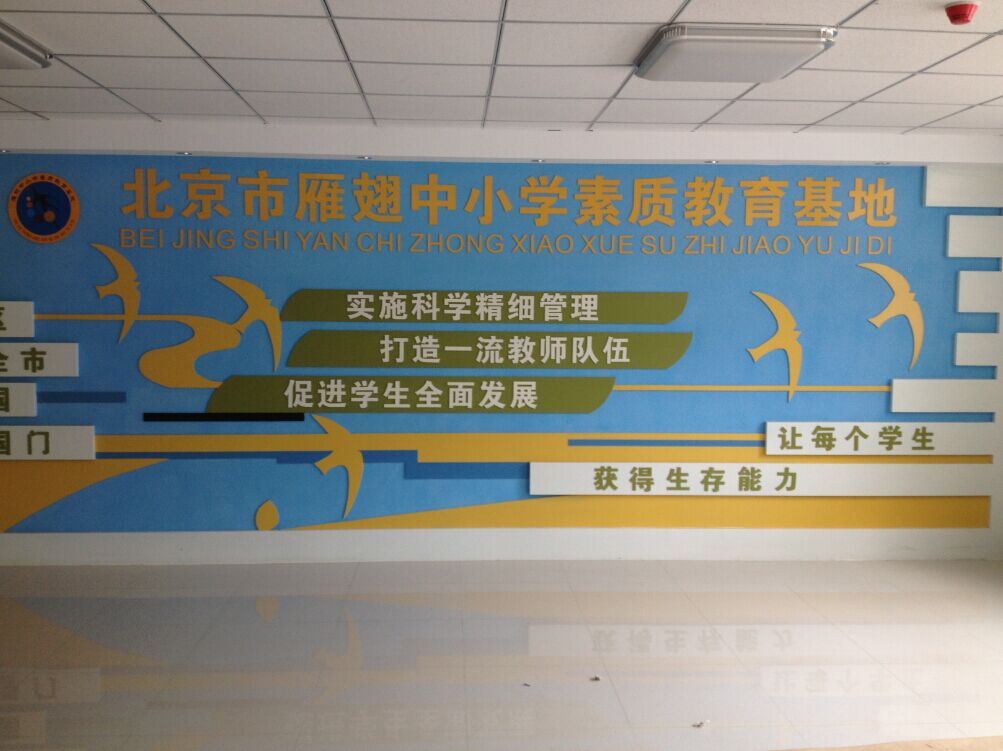 北京市雁翅中小学素质教育基地
BEI JING SHI YAN CHI ZHONG XIAO XUE SU ZHI JIAO YU JI DI
实施科学精细管理
打造一流教师队伍
促进学生全面发展
区
全市
国
国门
让每个学生
获得生存能力